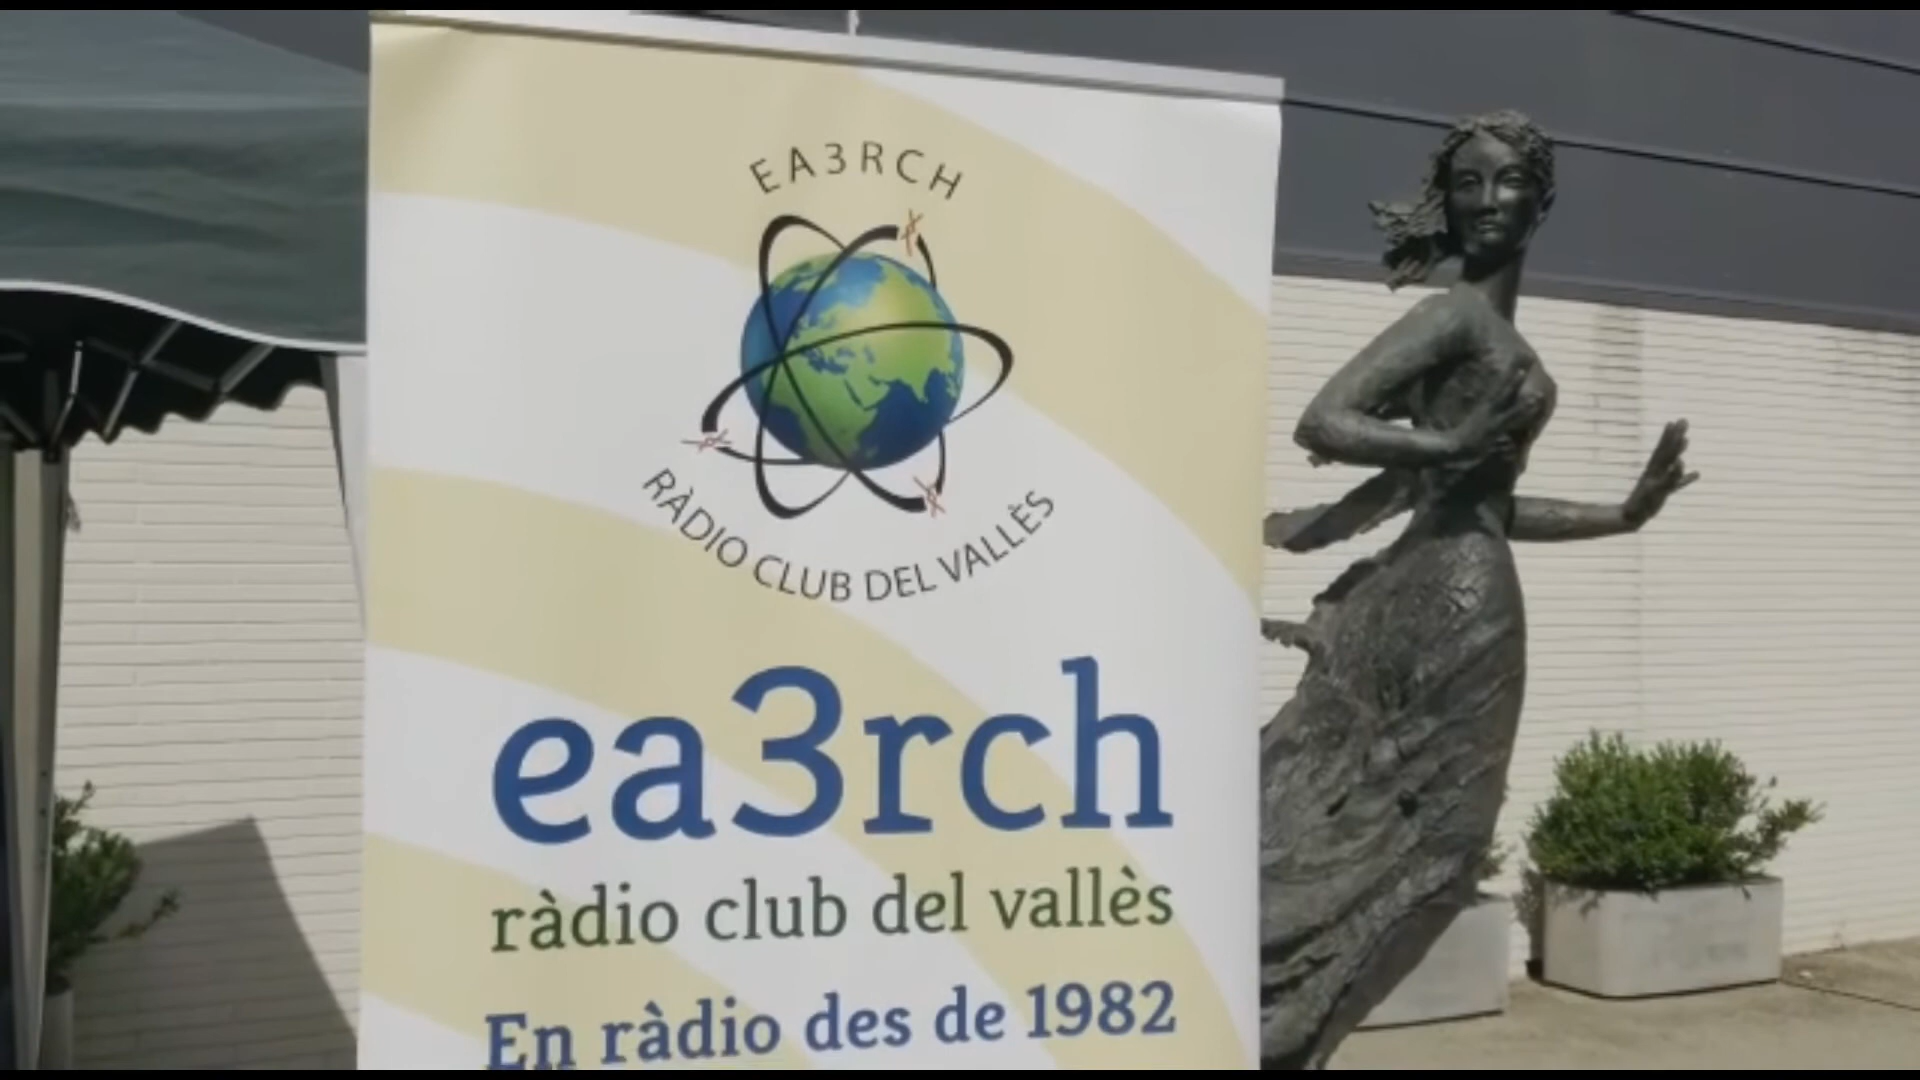 EA3RCH
RÀDIO CLUB DEL VALLÈS
ea3rch
ràdio club del vallès
En ràdio des de 1982